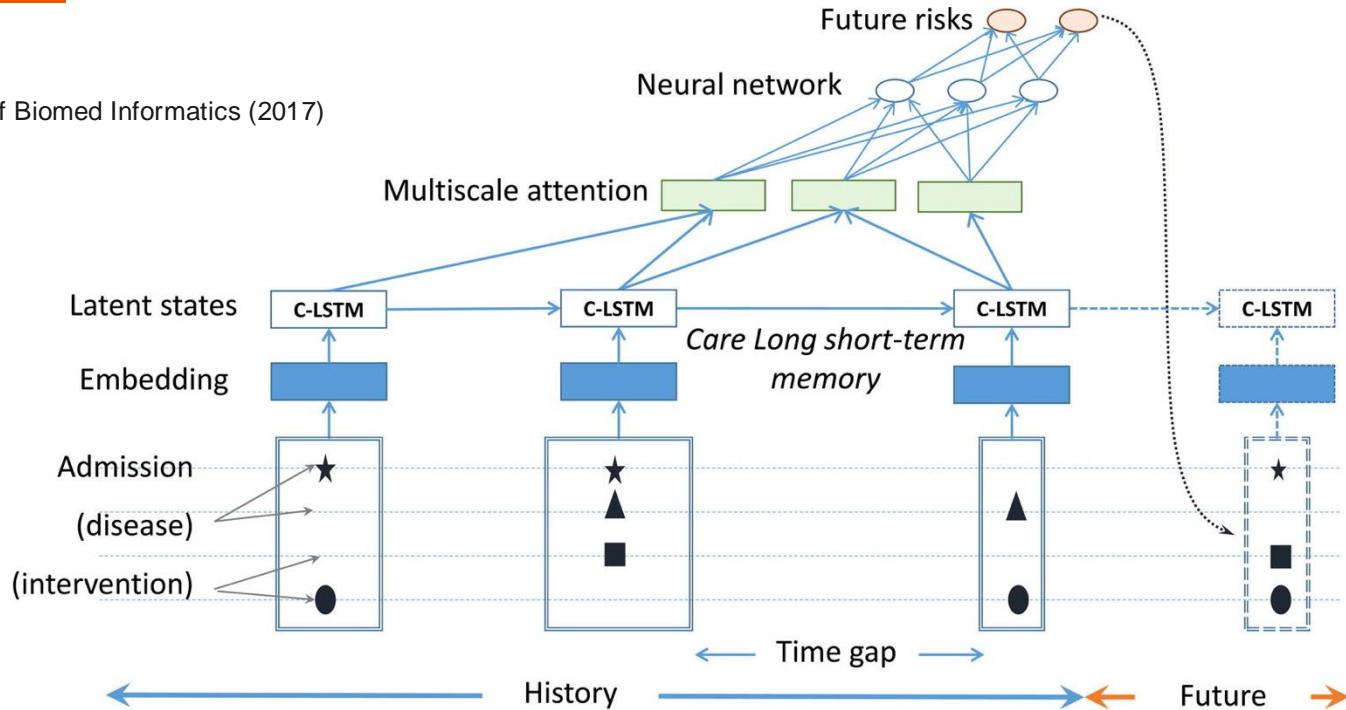 Future risks
Neural network
f Biomed Informatics (2017)
Multiscale attention
Latent states
C-LSTM
C-LSTM
C-LSTM
C-LSTM
Care Long short-term
memory
Embedding
Admission
(disease)
(intervention)
Time gap
History
Future